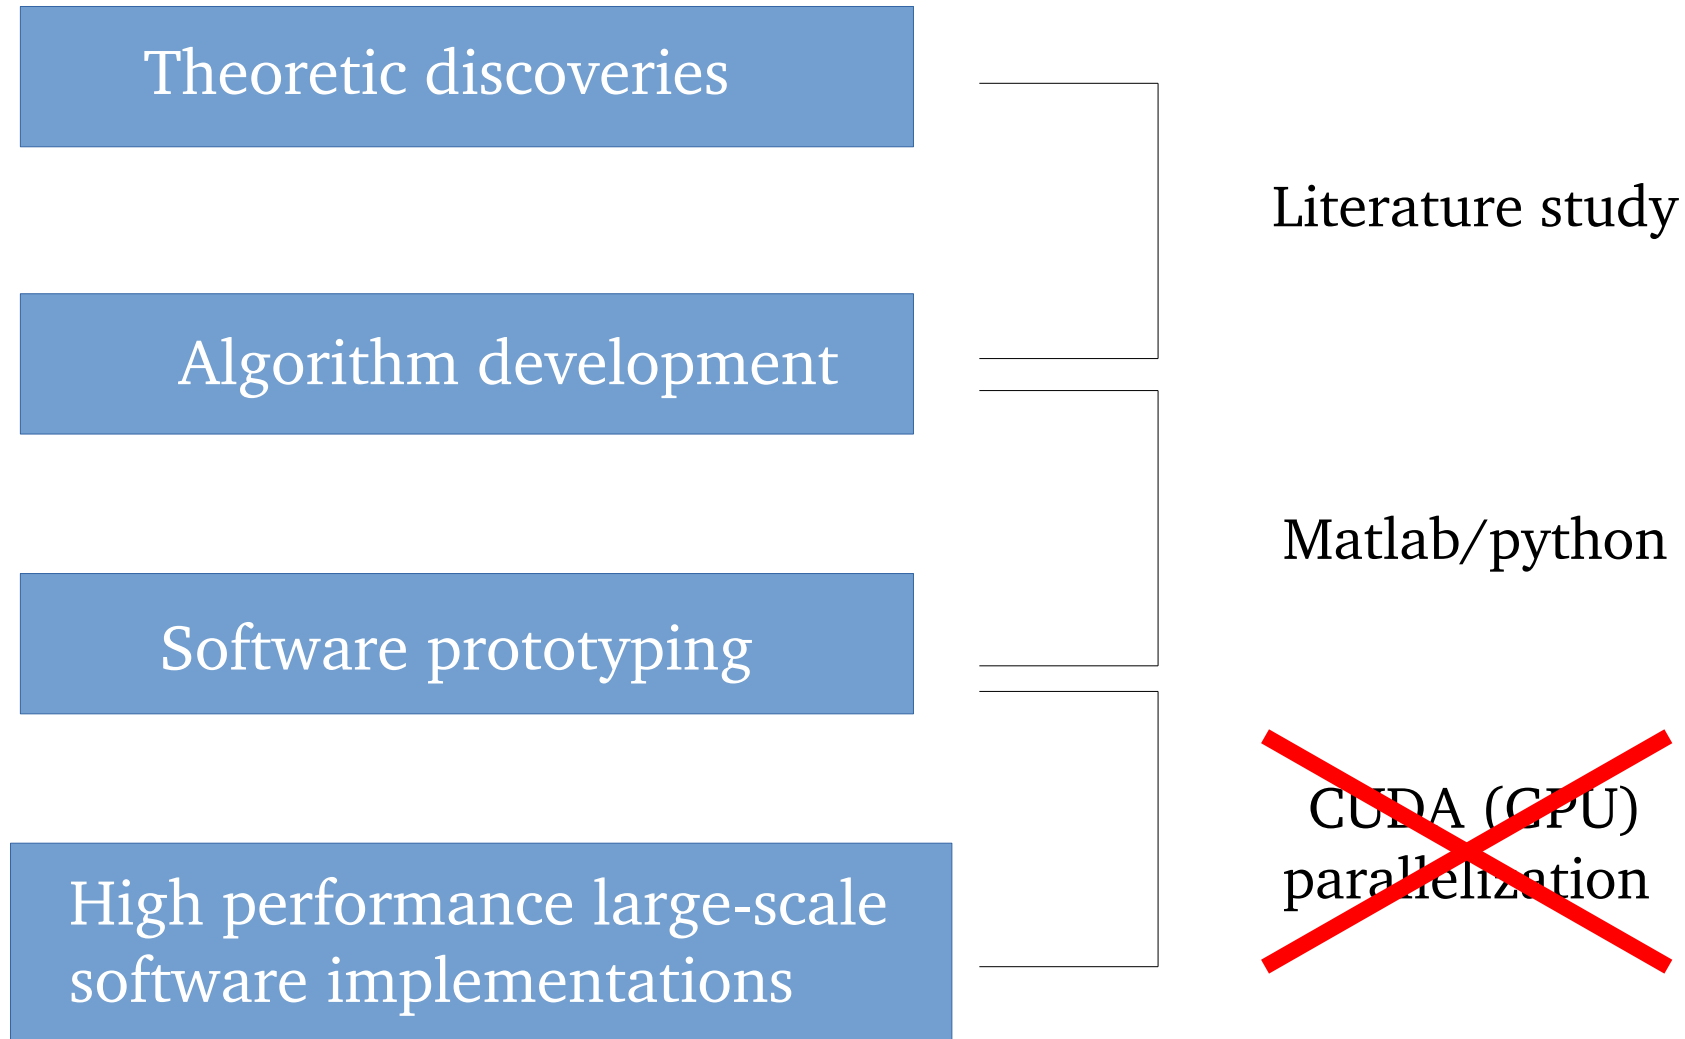 Theoretic discoveries
Literature study
Algorithm development
Matlab/python
Software prototyping
CUDA (GPU)
parallelization
High performance large-scale
software implementations